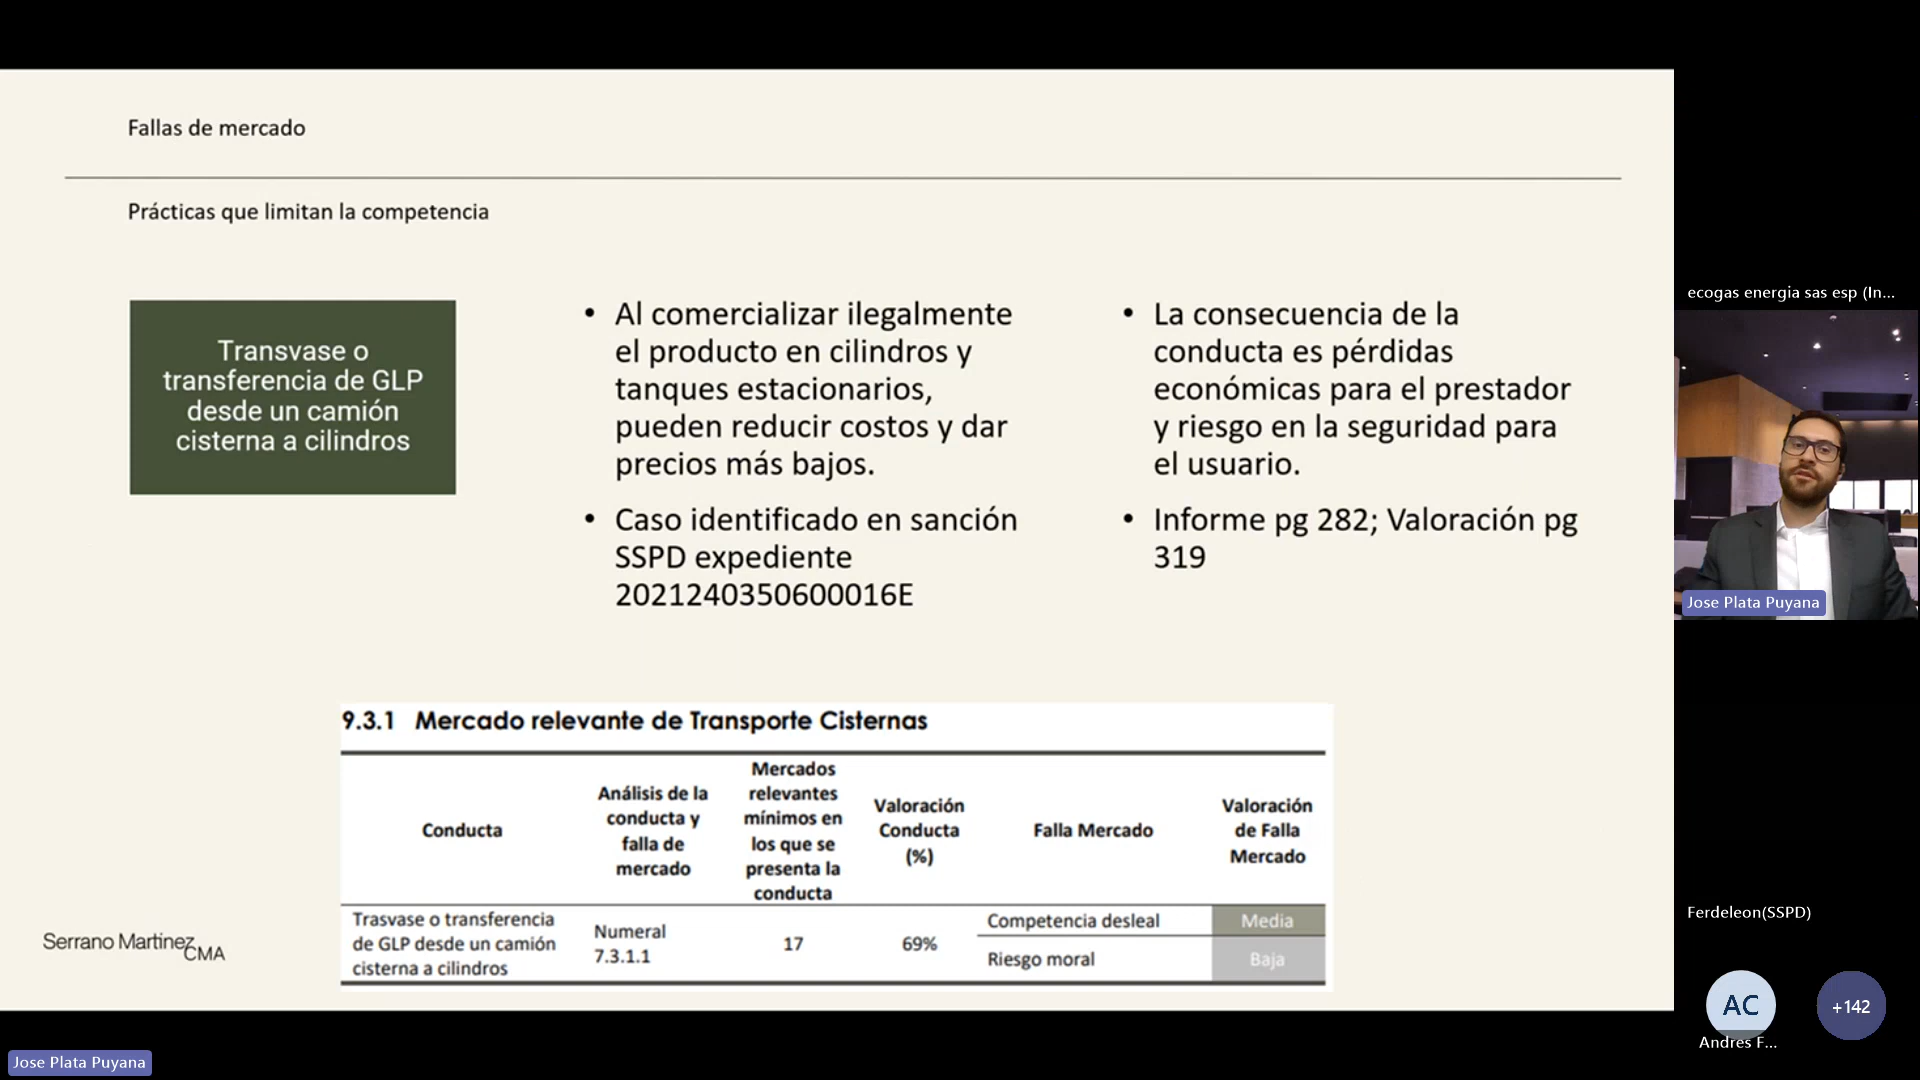 Fallas de mercado
Prácticas que limitan la competencia
Transvase o
transferencia de GLP
desde un camión
cisterna a cilindros
• Al comercializar ilegalmente
el producto en cilindros y
tanques estacionarios,
pueden reducir costos y dar
precios más bajos.
• Caso identificado en sanción
SSPD expediente
2021240350600016E
• La consecuencia de la
conducta es pérdidas
económicas para el prestador
y riesgo en la seguridad para
el usuario.
• Informe pg 282; Valoración pg
319
9.3.1 Mercado relevante de Transporte Cisternas
Conducta
Análisis de la
conducta y
falla de
mercado
Mercados
relevantes
mínimos en
los que se
presenta la
conducta
Valoración
Conducta
(%)
Falla Mercado
Valoración
de Falla
Mercado
Trasvase o transferencia
de GLP desde un camión
cisterna a cilindros
Numeral
7.3.1.1
17
69%
Competencia desleal
Media
Riesgo moral
Baja
Serrano Martinez
CMA
ecogas energia sas esp (In...
Jose Plata Puyana
Ferdeleon(SSPD)
AC
+142
Andres F...
Jose Plata Puyana